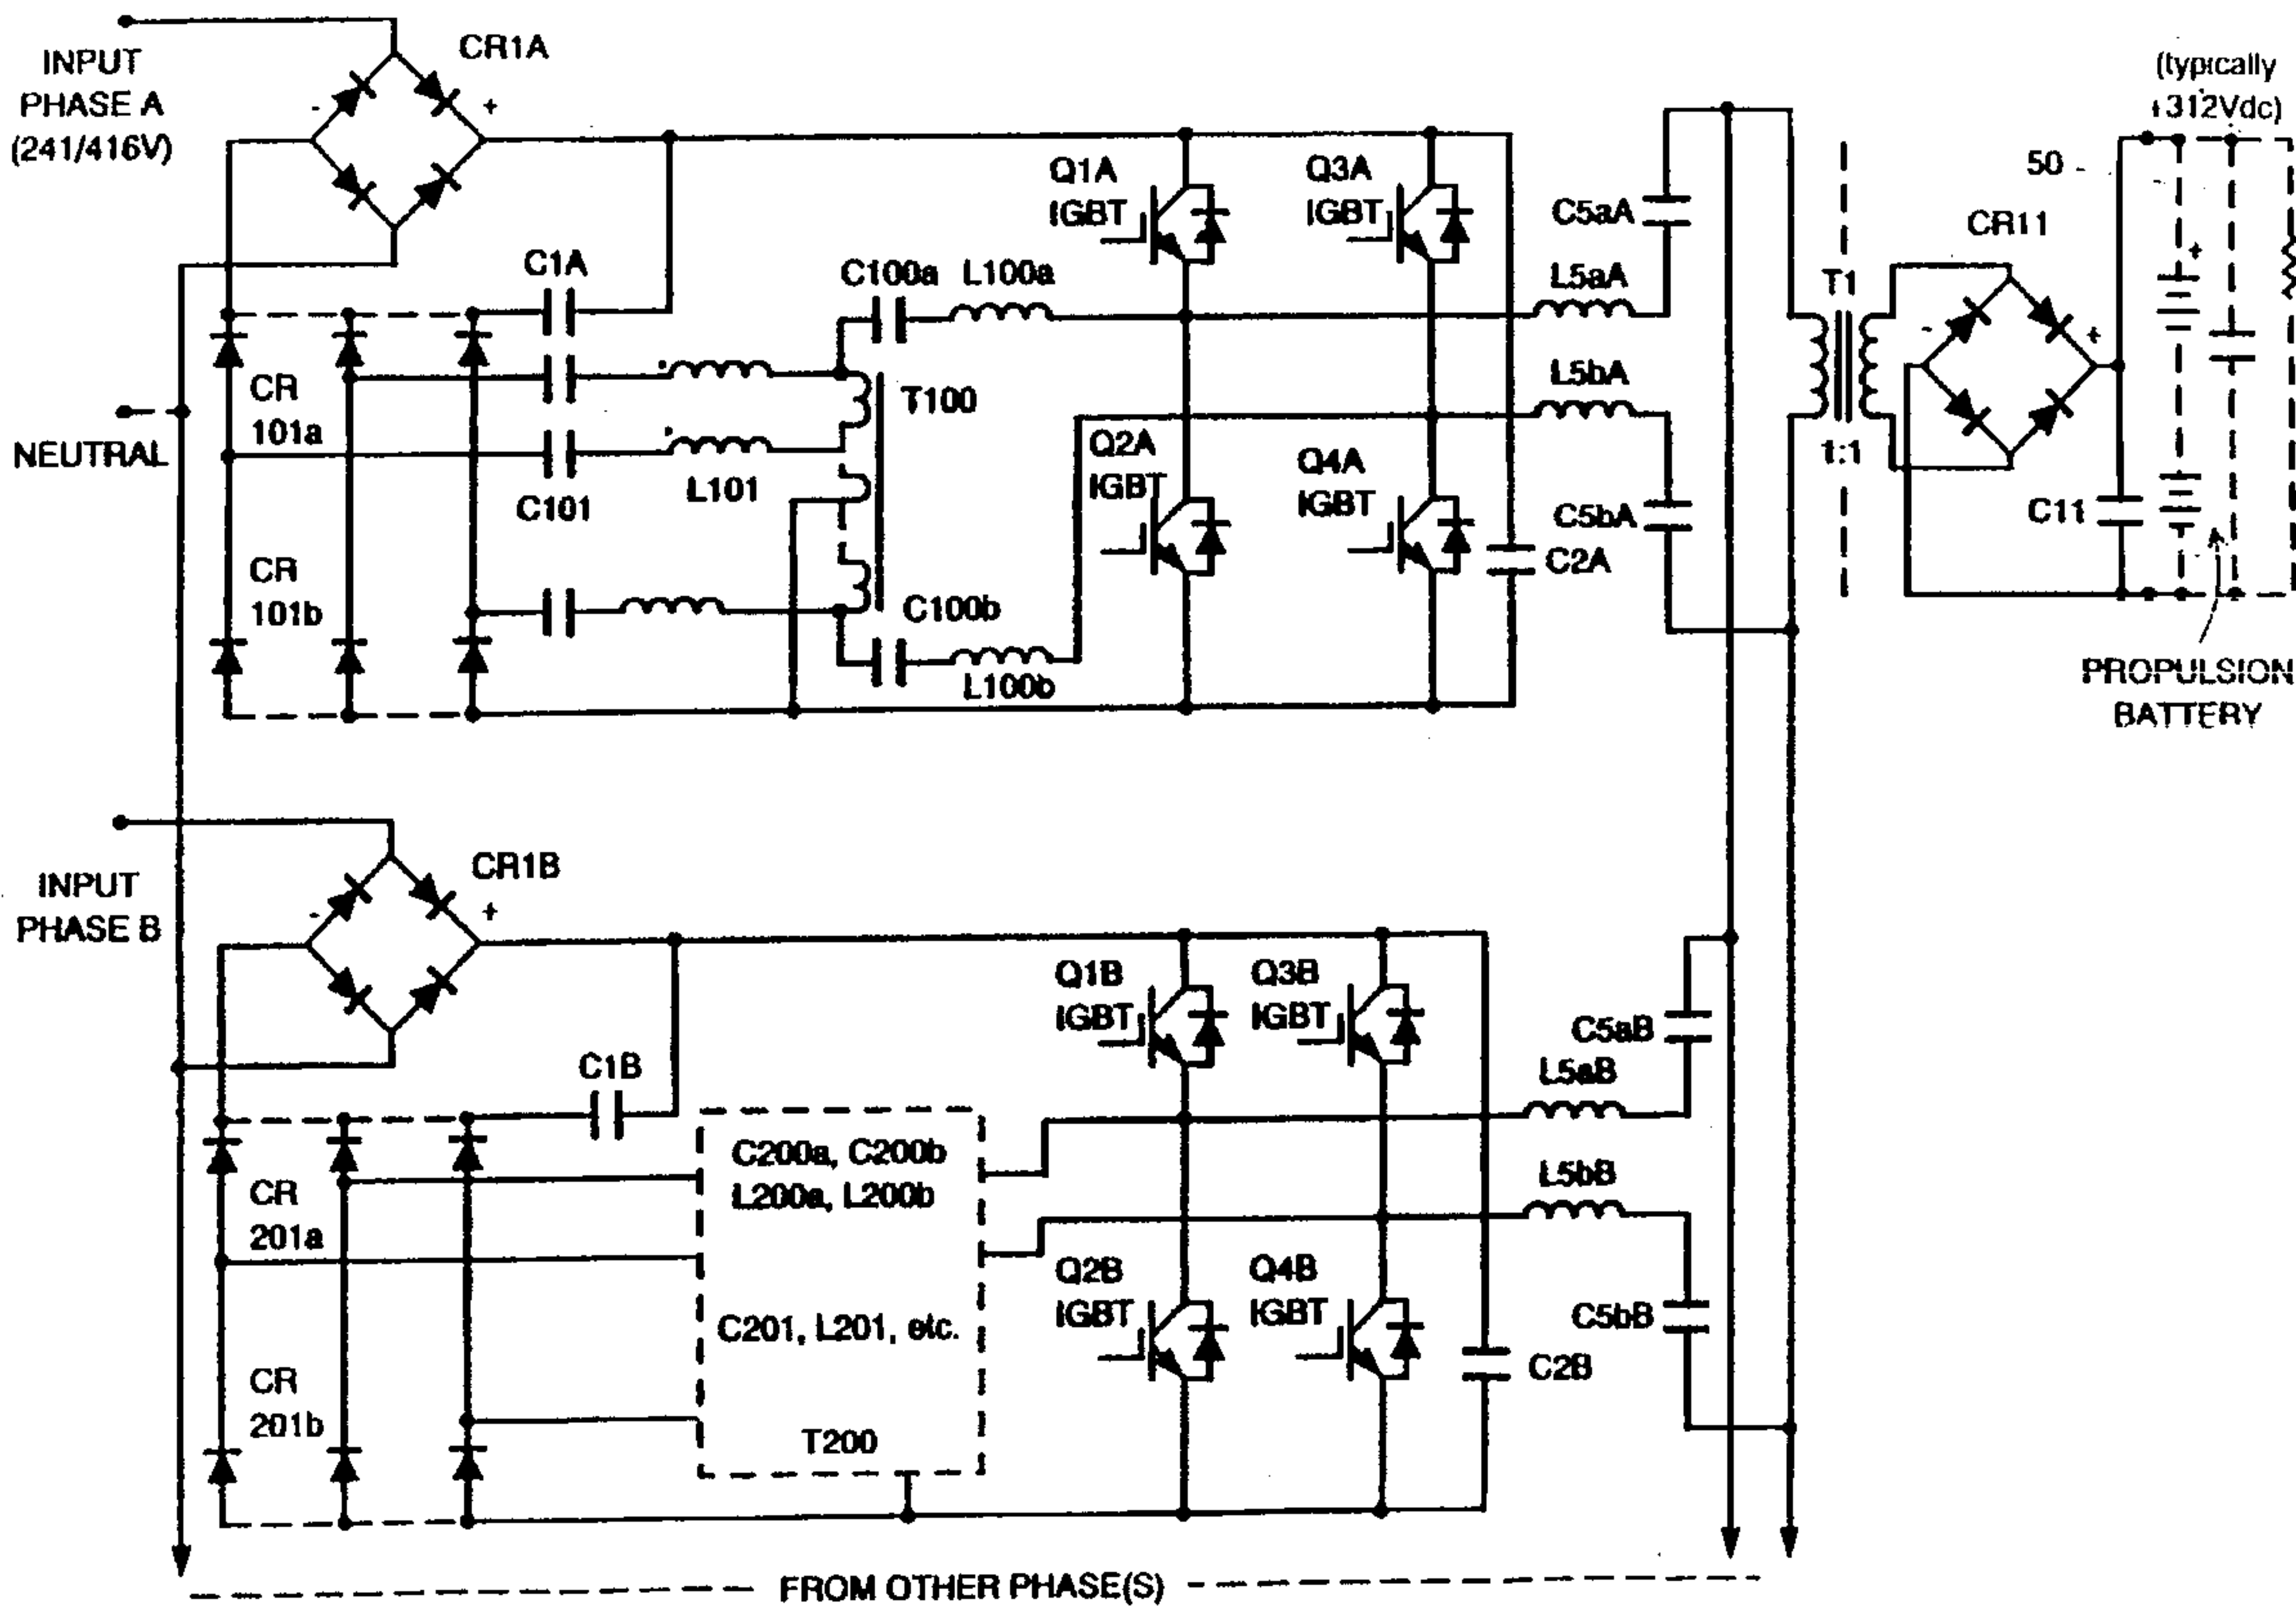 INPUT
PHASE A
(241/416V)
CR1A
-
+
NEUTRAL
CR
101a
CR
101b
C1A
C101
L101
C100a
L100a
T100
C100b
L100b
Q1A
IGBT
Q3A
IGBT
Q2A
IGBT
Q4A
IGBT
C2A
C5aA
L5aA
L5bA
C5bA
T1
1:1
CR11
-
+
50
(typically
+312Vdc)
+
C11
PROPULSION
BATTERY
INPUT
PHASE B
CR1B
-
+
C1B
CR
201a
CR
201b
C200a, C200b
L200a, L200b
C201, L201, etc.
T200
Q1B
IGBT
Q3B
IGBT
Q2B
IGBT
Q4B
IGBT
C2B
C5aB
L5aB
L5bB
C5bB
FROM OTHER PHASE(S)